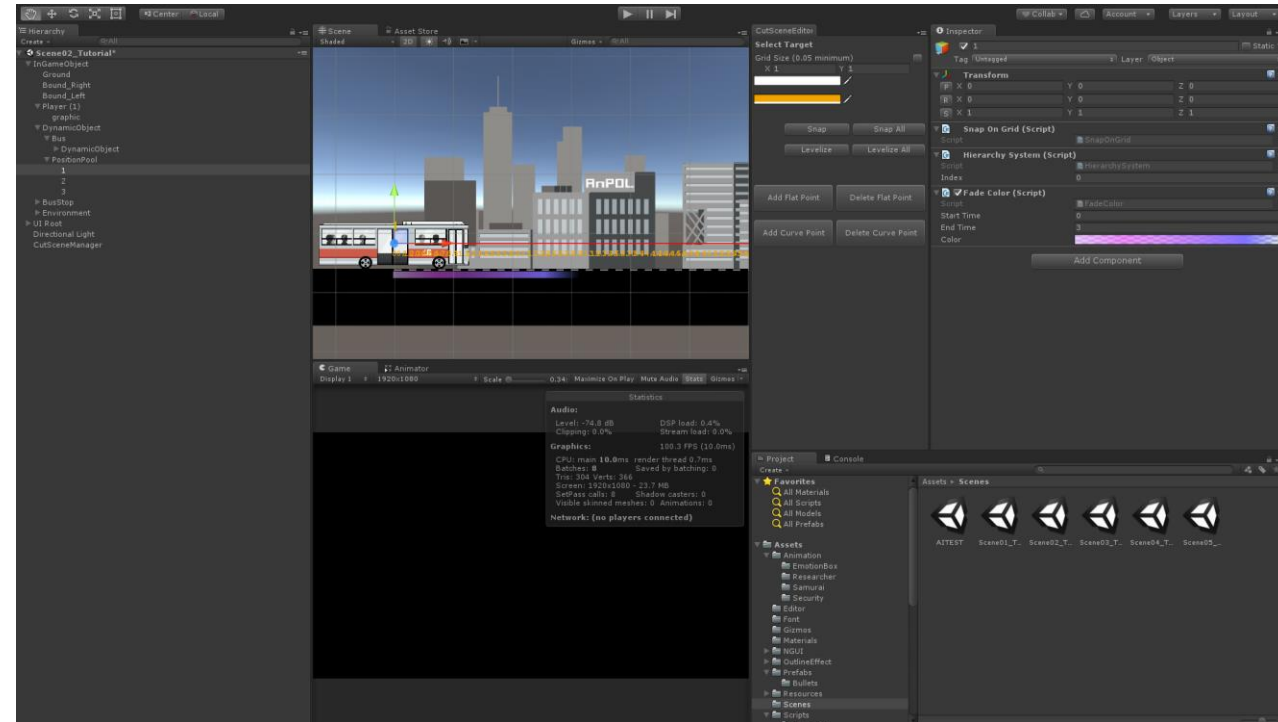 Center Local
Collab Account Layers Layout
Hierarchy
Create All
Scene02_Tutorial*
InGameObject
Ground
Bound_Right
Bound_Left
Player (1)
graphic
DynamicObject
Bus
DynamicObject
PositionPool
1
2
3
BusStop
Environment
UI Root
Directional Light
CutSceneManager
Scene Asset Store
Shaded 2D Gizmos All
AnPOL
Game Animator
Display 1 1920x1080 Scale 0.34: Maximize On Play Mute Audio Stats Gizmos
Statistics
Audio:
Level: -74.8 dB DSP load: 0.4%
Clipping: 0.0% Stream load: 0.0%
Graphics: 100.3 FPS (10.0ms)
CPU: main 10.0ms render thread 0.7ms
Batches: 8 Saved by batching: 0
Tris: 304 Verts: 366
Screen: 1920x1080 - 23.7 MB
SetPass calls: 8 Shadow casters: 0
Visible skinned meshes: 0 Animations: 0
Network: (no players connected)
CutSceneEditor
Select Target
Grid Size (0.05 minimum)
X 1 Y 1
Snap Snap All
Levelize Levelize All
Add Flat Point Delete Flat Point
Add Curve Point Delete Curve Point
Inspector
1 Static
Tag Untagged Layer Object
Transform
P X 0 Y 0 Z 0
R X 0 Y 0 Z 0
S X 1 Y 1 Z 1
Snap On Grid (Script)
Script SnapOnGrid
Hierarchy System (Script)
Script HierarchySystem
Index 0
Fade Color (Script)
Script FadeColor
Start Time 0
End Time 3
Color
Add Component
Project Console
Create
Favorites
All Materials
All Scripts
All Models
All Prefabs
Assets
Animation
EmotionBox
Researcher
Samurai
Security
Editor
Font
Gizmos
Materials
NGUI
OutlineEffect
Prefabs
Bullets
Resources
Scenes
Scripts
Assets Scenes
AITEST Scene01_T... Scene02_T... Scene03_T... Scene04_T... Scene05_...